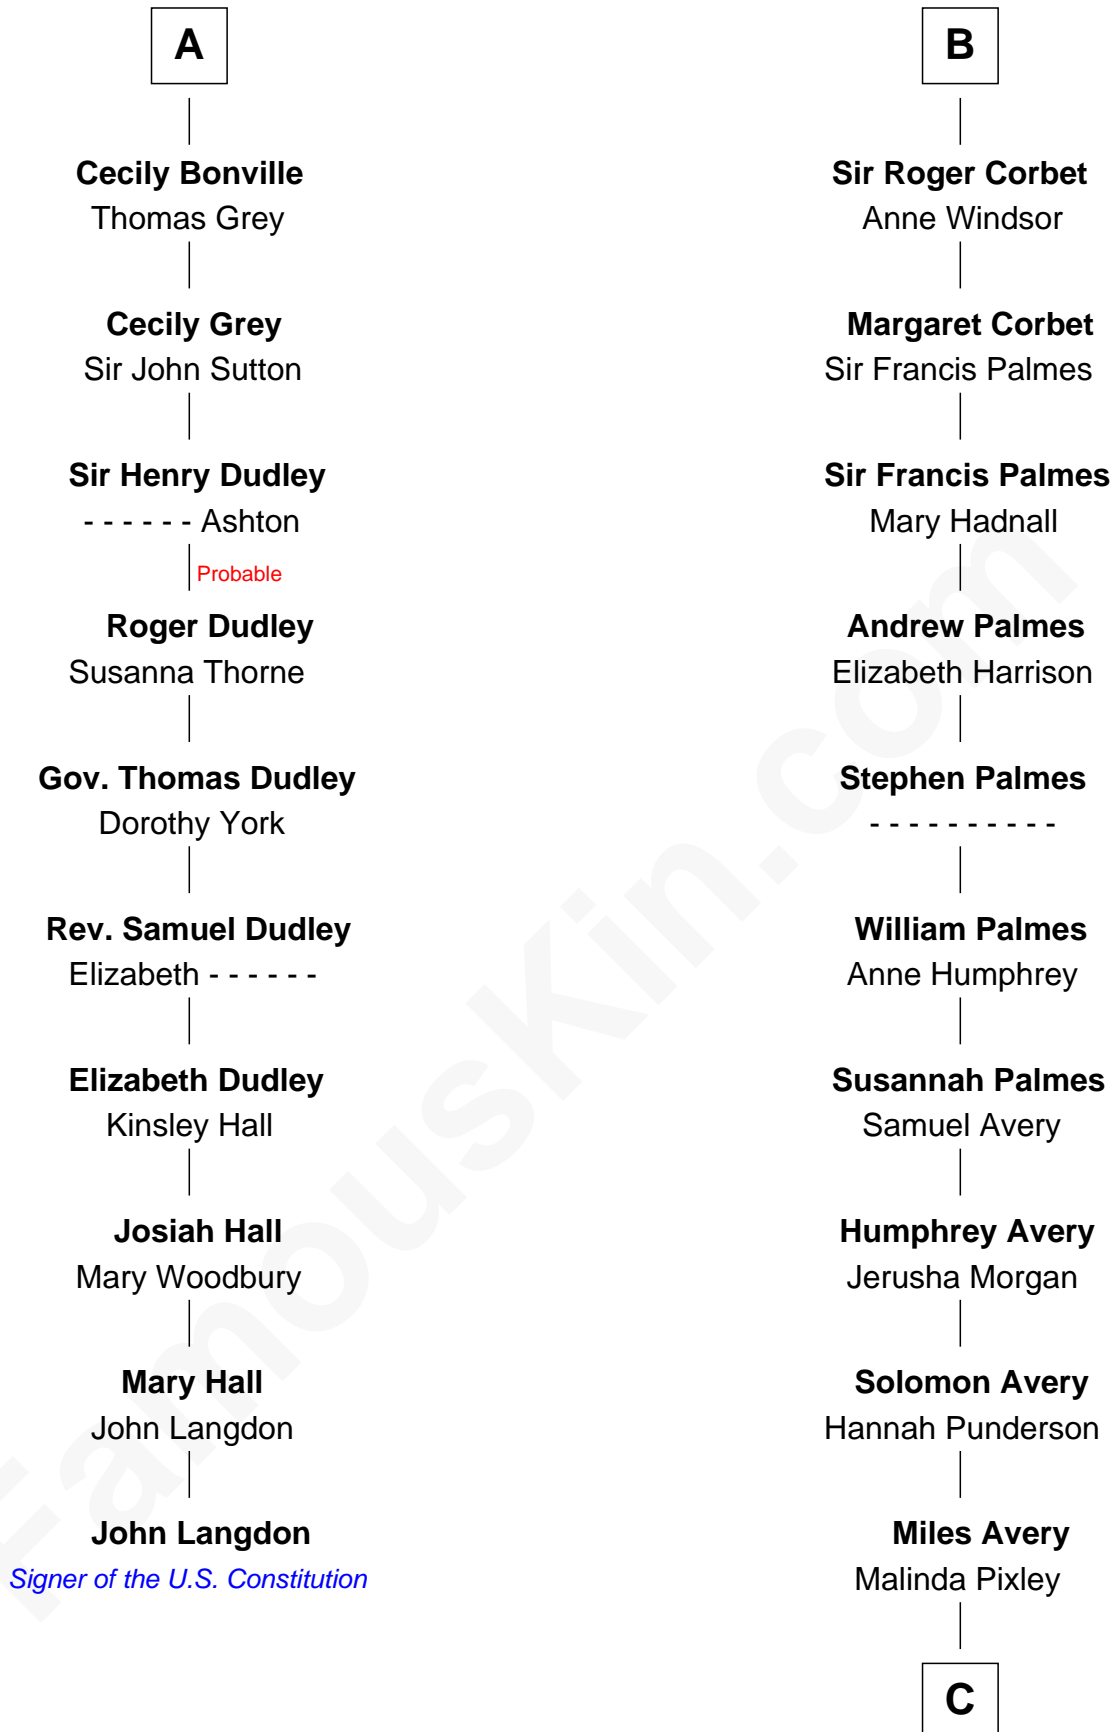 A
Cecily Bonville
Thomas Grey
Cecily Grey
Sir John Sutton
Sir Henry Dudley
- - - - - - Ashton
Probable
Roger Dudley
Susanna Thorne
Gov. Thomas Dudley
Dorothy York
Rev. Samuel Dudley
Elizabeth - - - - - -
Elizabeth Dudley
Kinsley Hall
Josiah Hall
Mary Woodbury
Mary Hall
John Langdon
John Langdon
Signer of the U.S. Constitution
B
Sir Roger Corbet
Anne Windsor
Margaret Corbet
Sir Francis Palmes
Sir Francis Palmes
Mary Hadnall
Andrew Palmes
Elizabeth Harrison
Stephen Palmes
- - - - - - - - - -
William Palmes
Anne Humphrey
Susannah Palmes
Samuel Avery
Humphrey Avery
Jerusha Morgan
Solomon Avery
Hannah Punderson
Miles Avery
Malinda Pixley
C
FamousKin.com